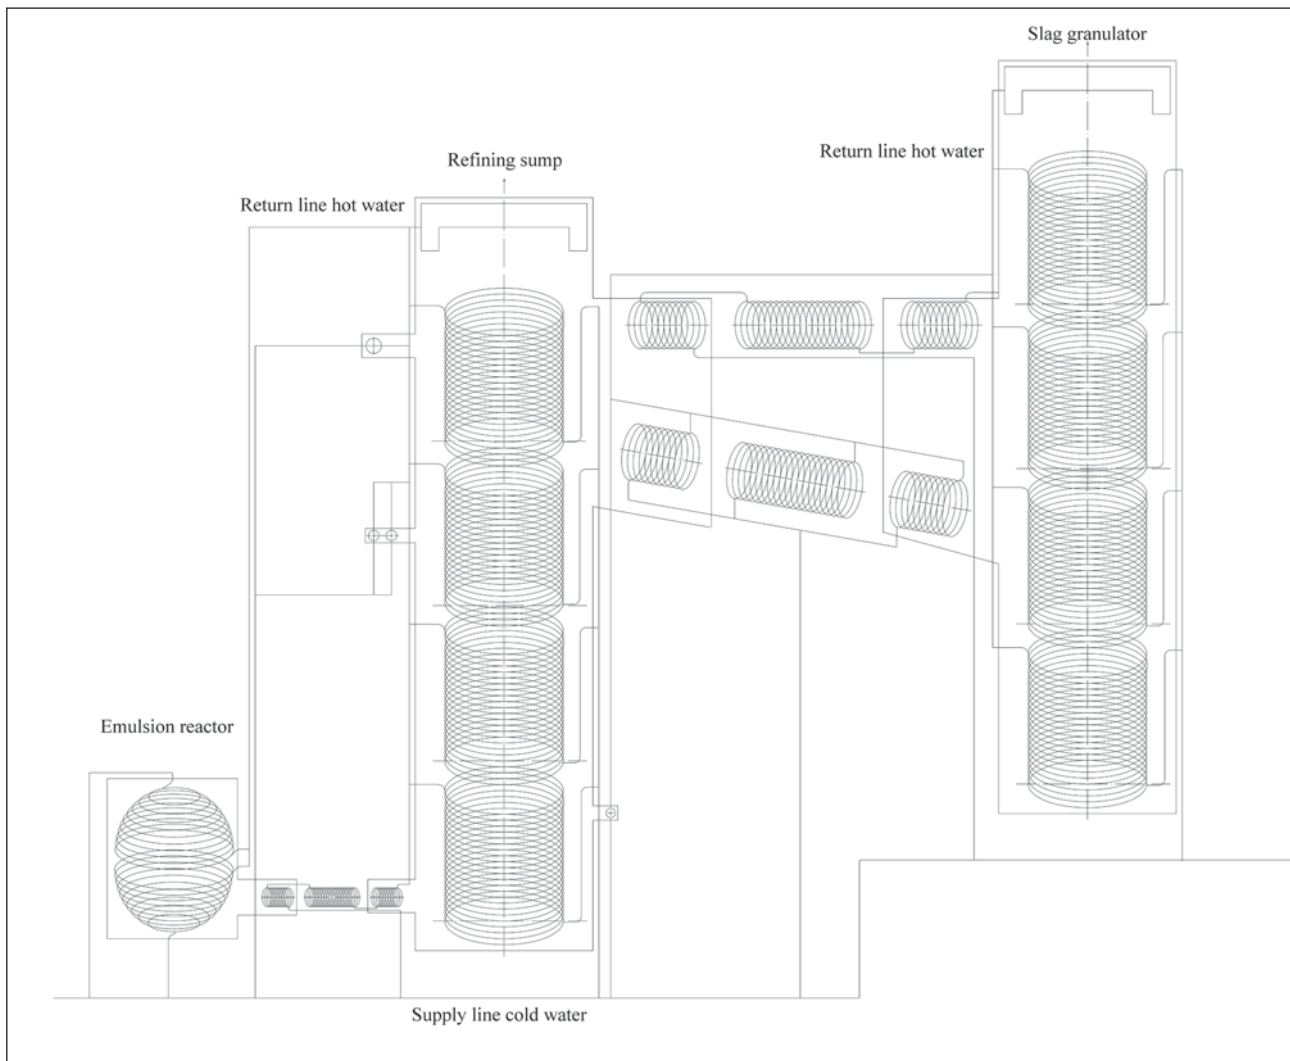 Slag granulator
Return line hot water
Refining sump
Return line hot water
Emulsion reactor
Supply line cold water